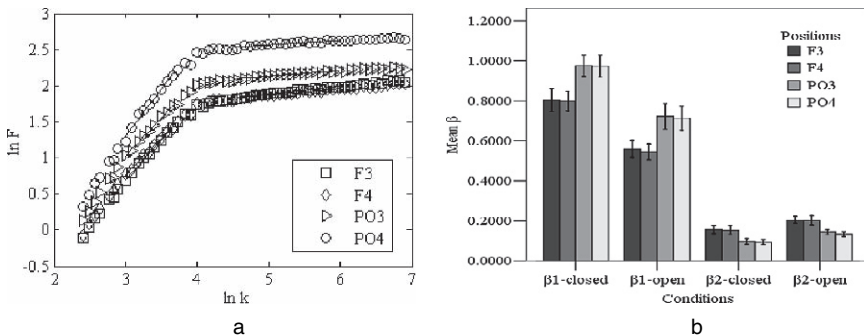 3
2.5
2
1.5
1
0.5
0
-0.5
ln F
2
3
4
5
6
7
ln k
F3
F4
PO3
PO4
a
1.2000
1.0000
0.8000
0.6000
0.4000
0.2000
0.0000
Mean β
Positions
F3
F4
PO3
PO4
β1-closed
β1-open
β2-closed
β2-open
Conditions
b